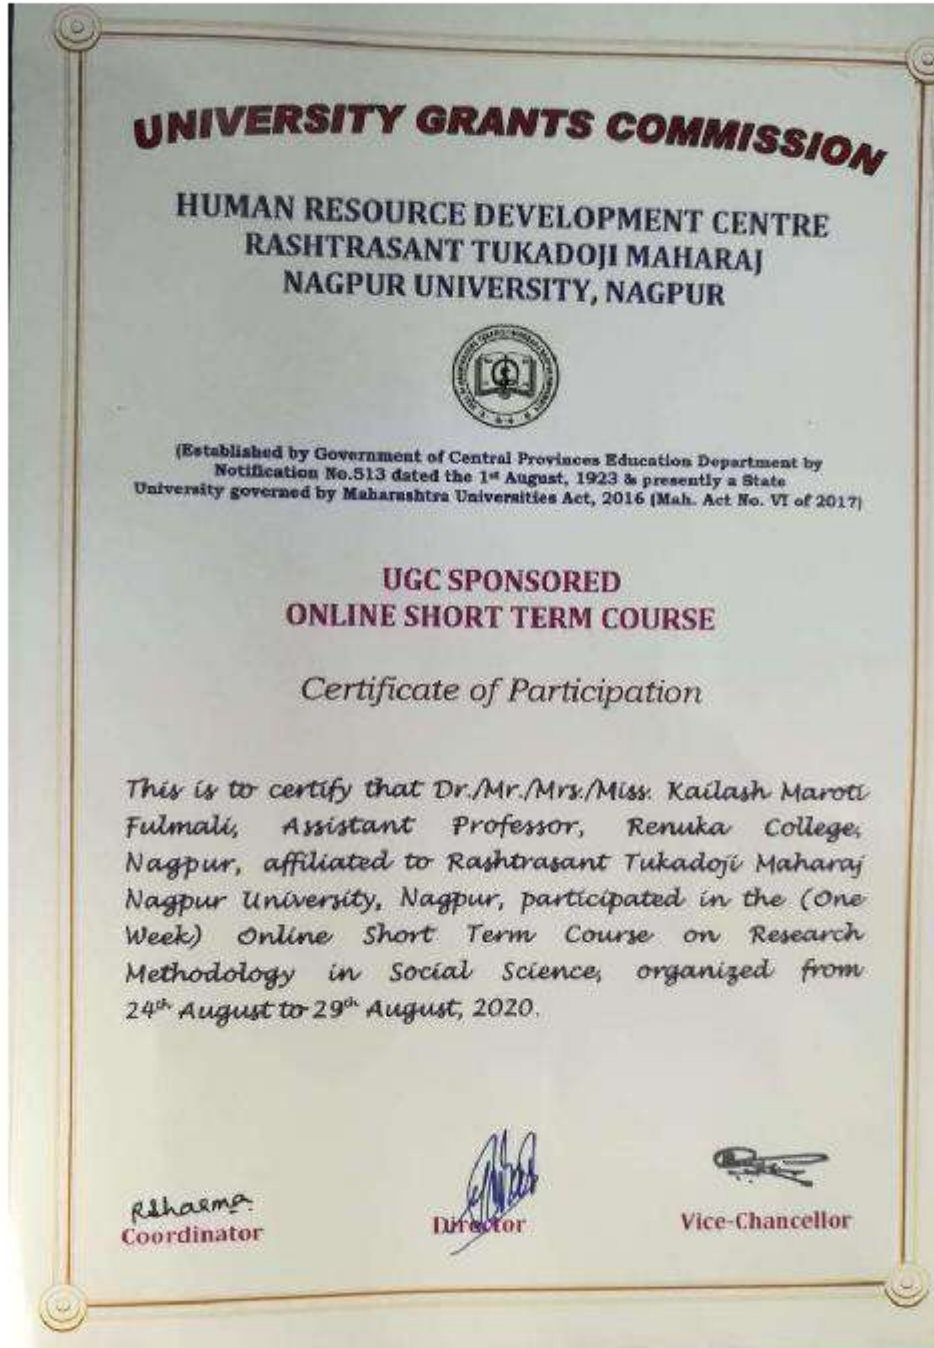 UNIVERSITY GRANTS COMMISSION
HUMAN RESOURCE DEVELOPMENT CENTRE
RASHTRASANT TUKADOJI MAHARAJ
NAGPUR UNIVERSITY, NAGPUR
(Established by Government of Central Provinces Education Department by
Notification No.513 dated the 1st August, 1923 & presently a State
University governed by Maharashtra Universities Act, 2016 (Mah. Act No. VI of 2017)
UGC SPONSORED
ONLINE SHORT TERM COURSE
Certificate of Participation
This is to certify that Dr./Mr./Mrs./Miss. Kailash Maroti
Fulmali, Assistant Professor, Renuka College,
Nagpur, affiliated to Rashtrasant Tukadoji Maharaj
Nagpur University, Nagpur, participated in the (One
Week) Online Short Term Course on Research
Methodology in Social Science, organized from
24th August to 29th August, 2020.
RSharma
Coordinator
Director
Vice-Chancellor